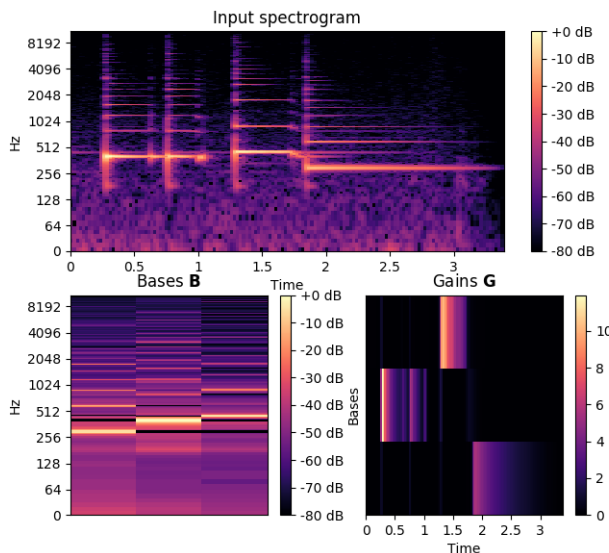 Input spectrogram
8192
4096
2048
1024
512
256
128
64
0
Hz
0
0.5
1
1.5
2
2.5
3
Time
+0 dB
-10 dB
-20 dB
-30 dB
-40 dB
-50 dB
-60 dB
-70 dB
-80 dB
Bases B
8192
4096
2048
1024
512
256
128
64
0
Hz
+0 dB
-10 dB
-20 dB
-30 dB
-40 dB
-50 dB
-60 dB
-70 dB
-80 dB
Gains G
Bases
0
0.5
1
1.5
2
2.5
3
Time
10
8
6
4
2
0